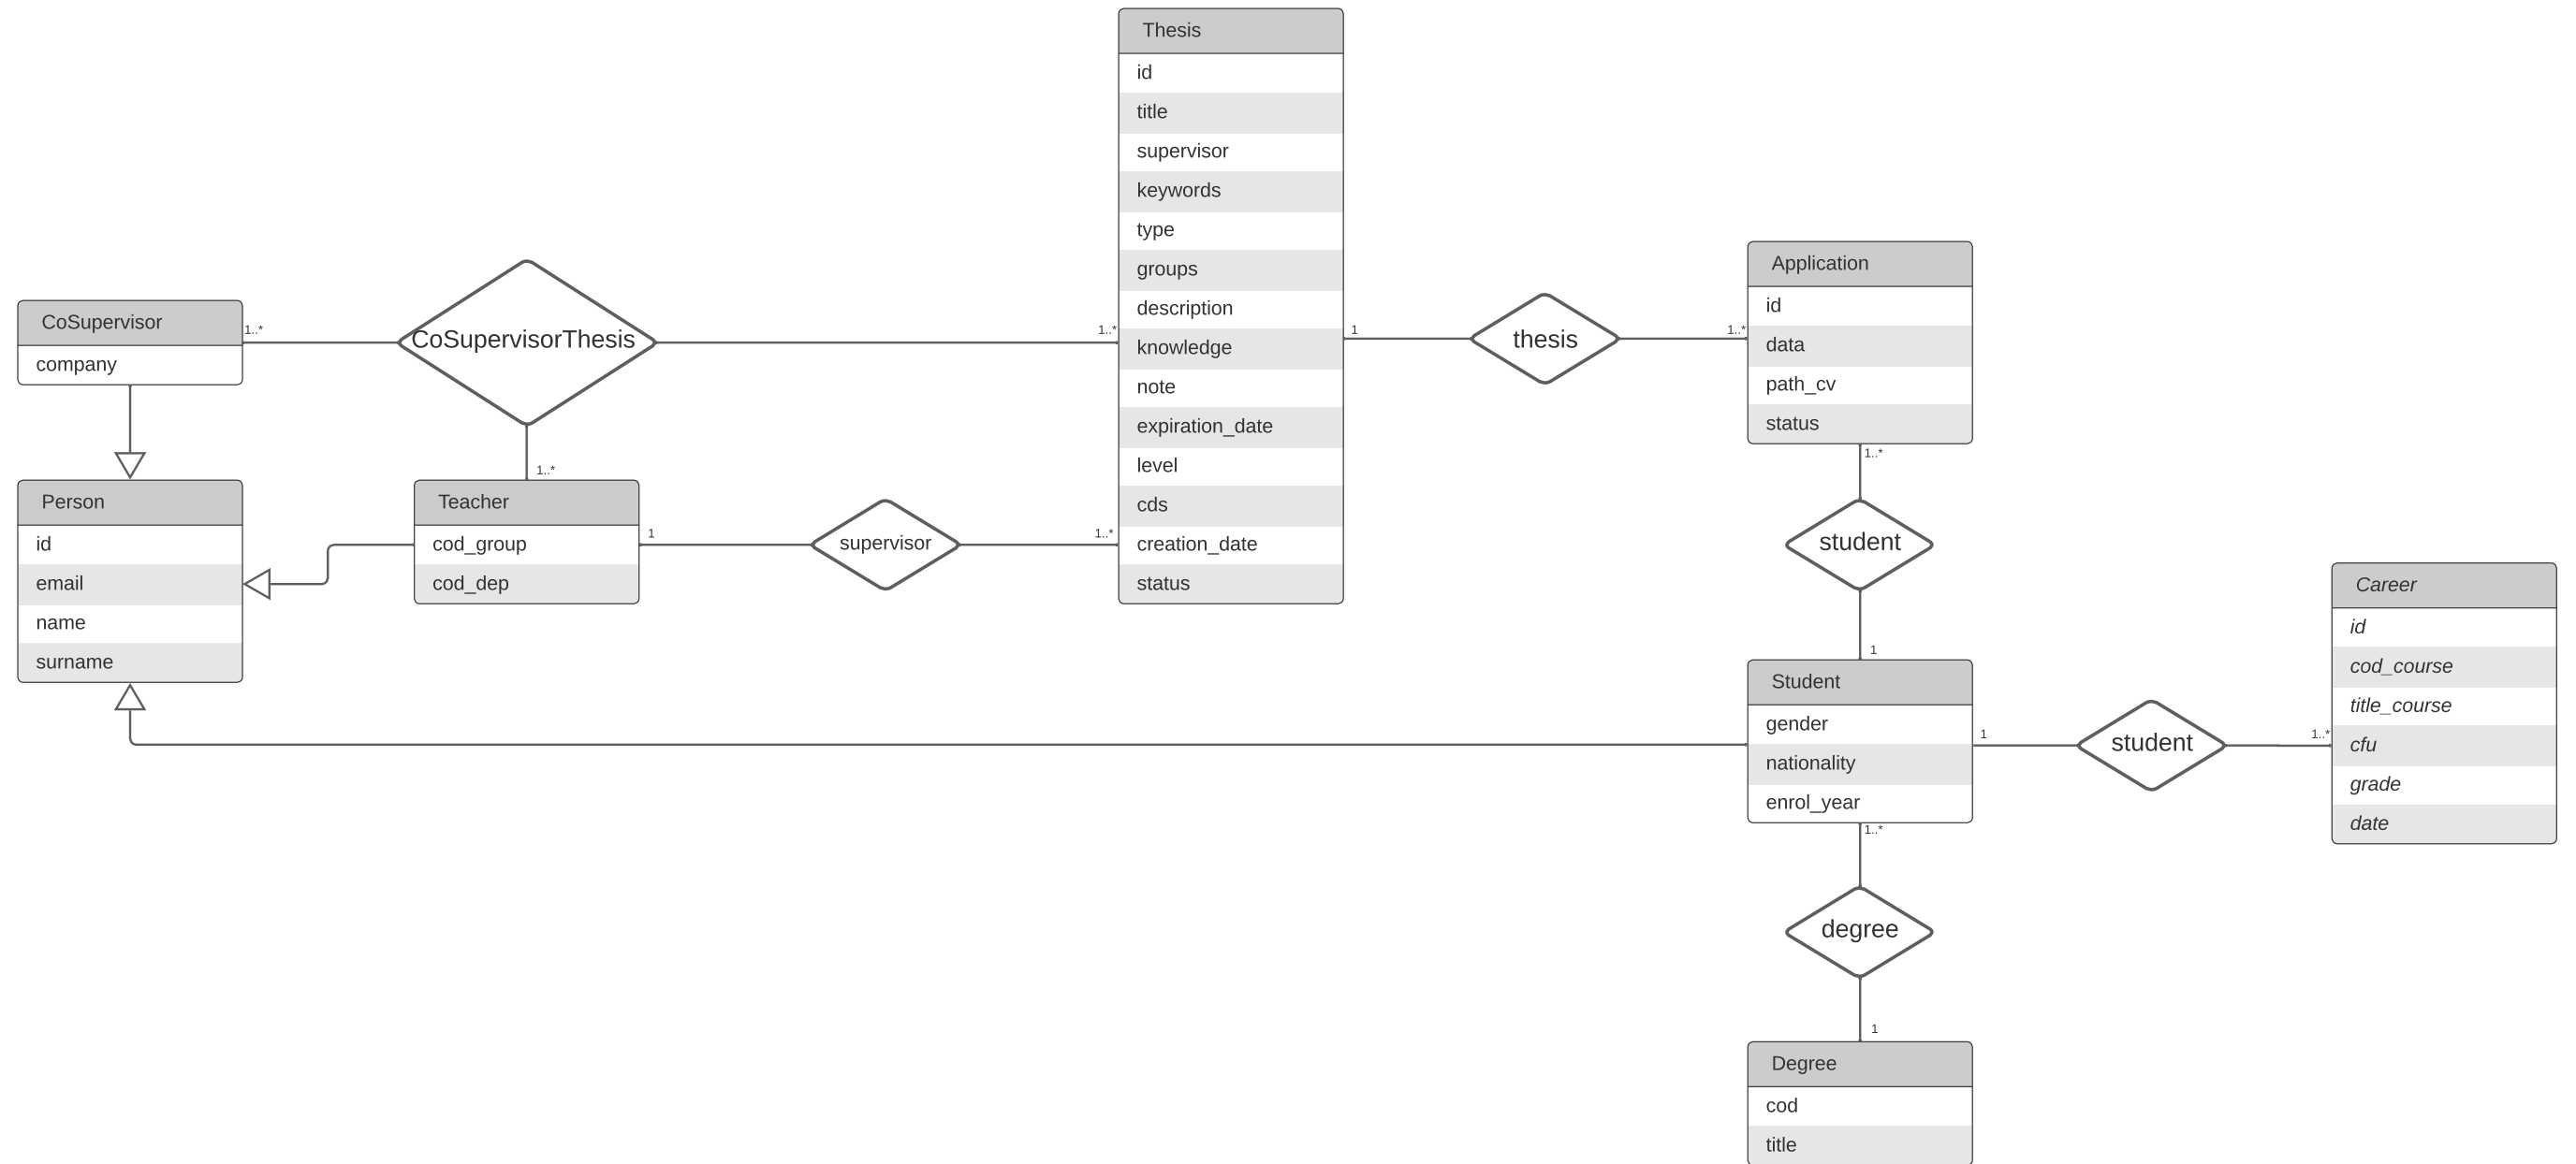 Thesis
id
title
supervisor
keywords
type
groups
description
knowledge
note
expiration_date
level
cds
creation_date
status
CoSupervisor
company
1..*
CoSupervisorThesis
1..*
1..*
Person
id
email
name
surname
Teacher
cod_group
cod_dep
1
supervisor
1..*
1
thesis
1..*
Application
id
data
path_cv
status
1..*
student
1
Student
gender
nationality
enrol_year
1
student
1..*
Career
id
cod_course
title_course
cfu
grade
date
1..*
degree
1
Degree
cod
title